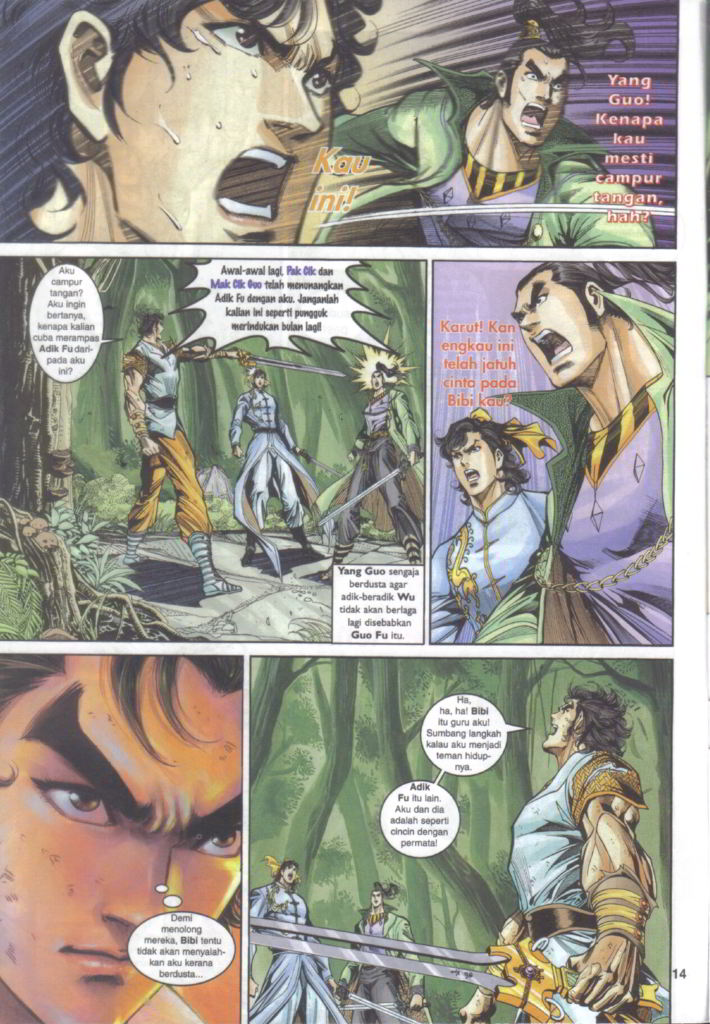 Kau
ini!
Yang
Guo!
Kenapa
kau
mesti
campur
tangan,
hah?
Aku
campur
tangan?
Aku ingin
bertanya,
kenapa kalian
cuba merampas
Adik Fu dari-
pada aku
ini?
Awal-awal lagi, Pak Cik dan
Mak Cik Guo telah menunangkan
Adik Fu dengan aku. Janganlah
kalian ini seperti pungguk
merindukan bulan lagi!
Yang Guo sengaja
berdusta agar
adik-beradik Wu
tidak akan berlaga
lagi disebabkan
Guo Fu itu.
Karut! Kan
engkau ini
telah jatuh
cinta pada
Bibi kau?
Demi
menolong
mereka, Bibi tentu
tidak akan menyalah-
kan aku kerana
berdusta...
Ha,
ha, ha! Bibi
itu guru aku!
Sumbang langkah
kalau aku menjadi
teman hidup-
nya.
Adik
Fu itu lain.
Aku dan dia
adalah seperti
cincin dengan
permata!
14